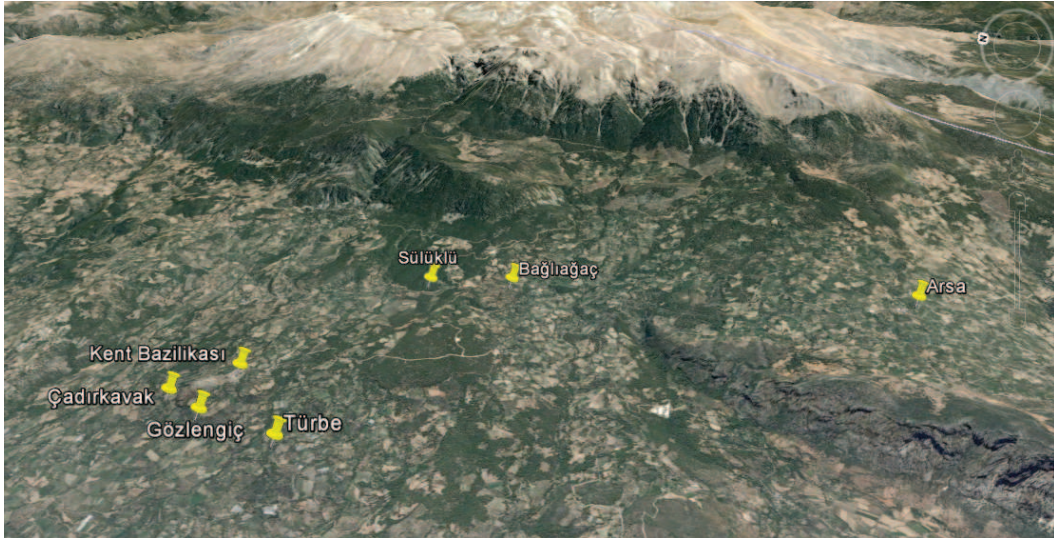 N
Sülüklü
Bağlıağaç
Arsa
Kent Bazilikası
Çadırkavak
Gözlengiç
Türbe